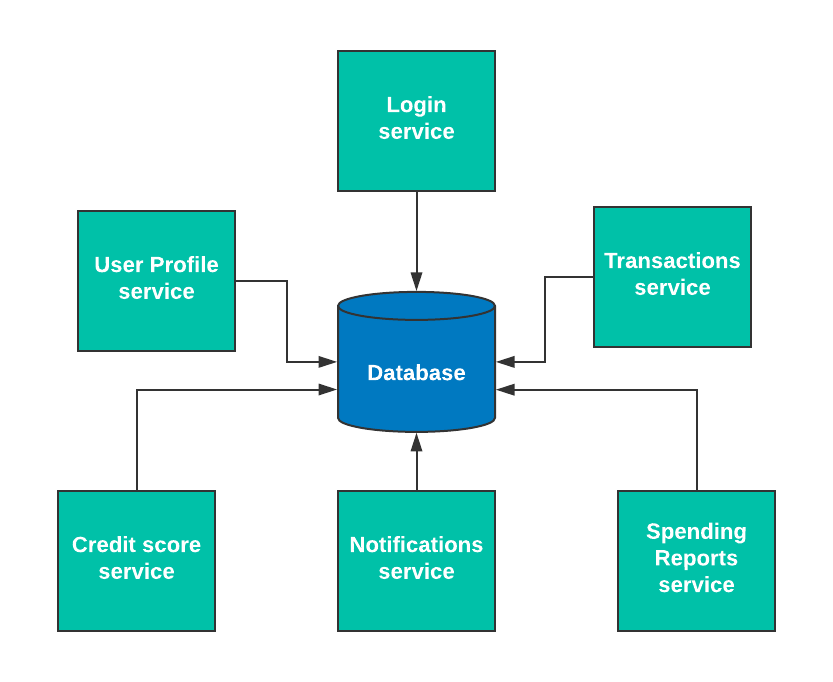 Login
service
User Profile
service
Transactions
service
Database
Credit score
service
Notifications
service
Spending
Reports
service